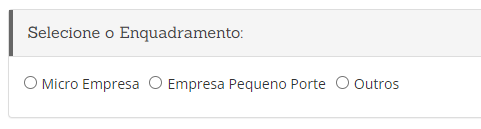 Selecione o Enquadramento:
Micro Empresa Empresa Pequeno Porte Outros